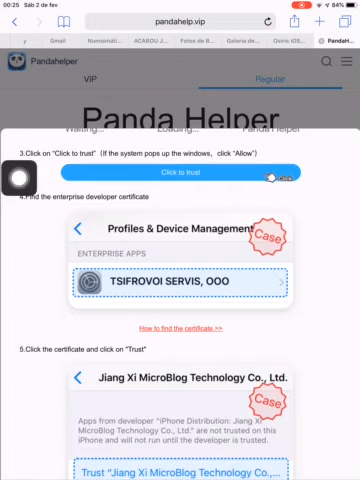 00:25 Sáb 2 de fev
84%
pandahelp.vip
y
Gmail
Numismáti...
ACABOU J...
Fotos de B...
Galeria de...
Osiris iOS...
PandaH...
Pandahelper
VIP
Regular
Panda Helper
Waiting...
Loading...
Panda Helper
3.Click on "Click to trust" (If the system pops up the windows, click "Allow")
Click to trust
Click
4.Find the enterprise developer certificate
Profiles & Device Management
Case
ENTERPRISE APPS
TSIFROVOI SERVIS, OOO
How to find the certificate >>
5.Click the certificate and click on "Trust"
Jiang Xi MicroBlog Technology Co., Ltd.
Case
Apps from developer "iPhone Distribution: Jiang Xi
MicroBlog Technology Co., Ltd." are not trusted on this
iPhone and will not run until the developer is trusted.
Trust "Jiang Xi MicroBlog Technology Co,...